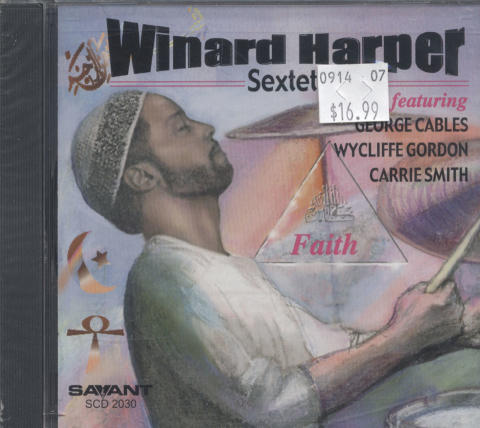 Winard Harper
Sextet
0914 07
$16.99
featuring
GEORGE CABLES
WYCLIFFE GORDON
CARRIE SMITH
Faith
SAVANT
SCD 2030